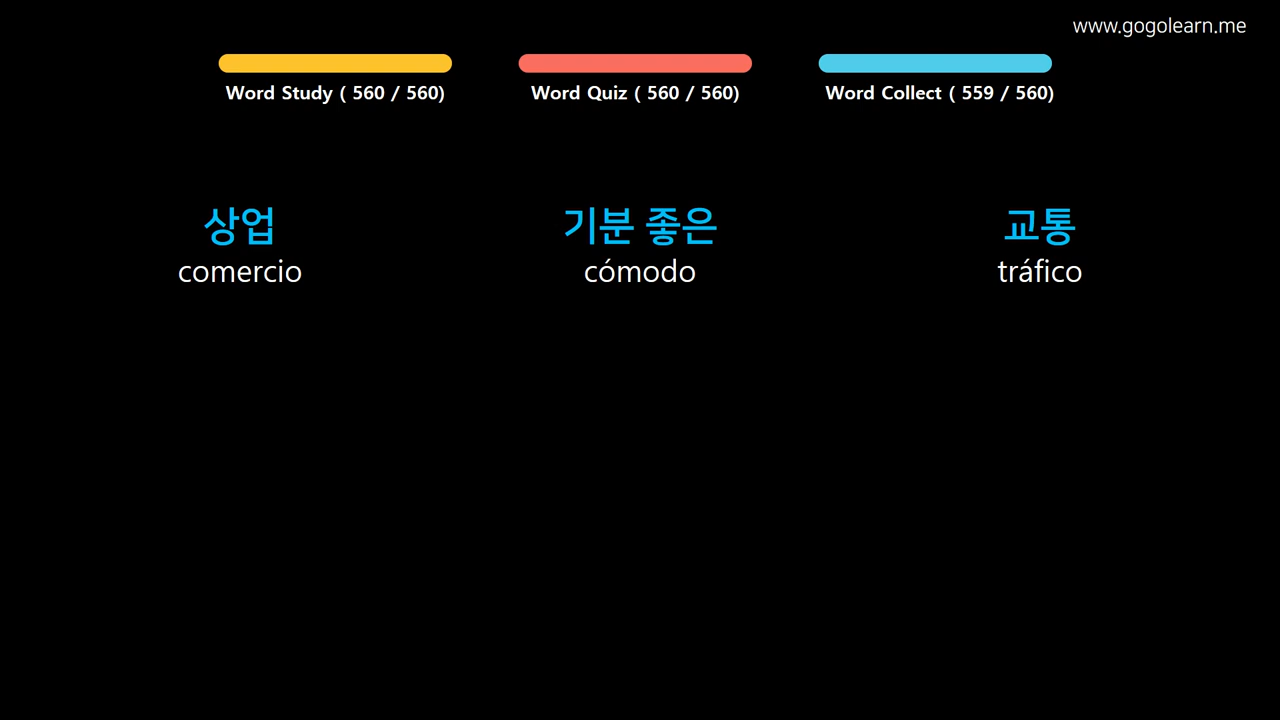 www.gogolearn.me
Word Study ( 560 / 560)
Word Quiz ( 560 / 560)
Word Collect ( 559 / 560)
상업
comercio
기분 좋은
cómodo
교통
tráfico